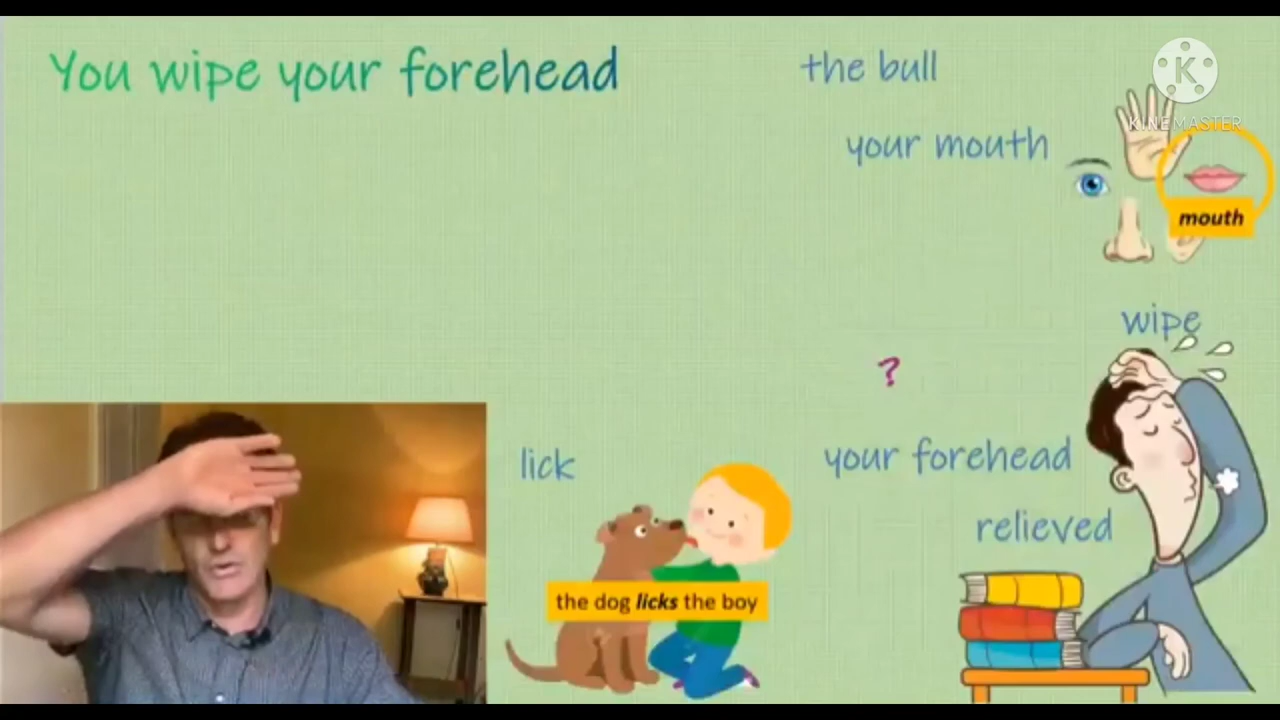 You wipe your forehead
the bull
K
KINEMASTER
your mouth
mouth
wipe
?
your forehead
lick
relieved
the dog licks the boy